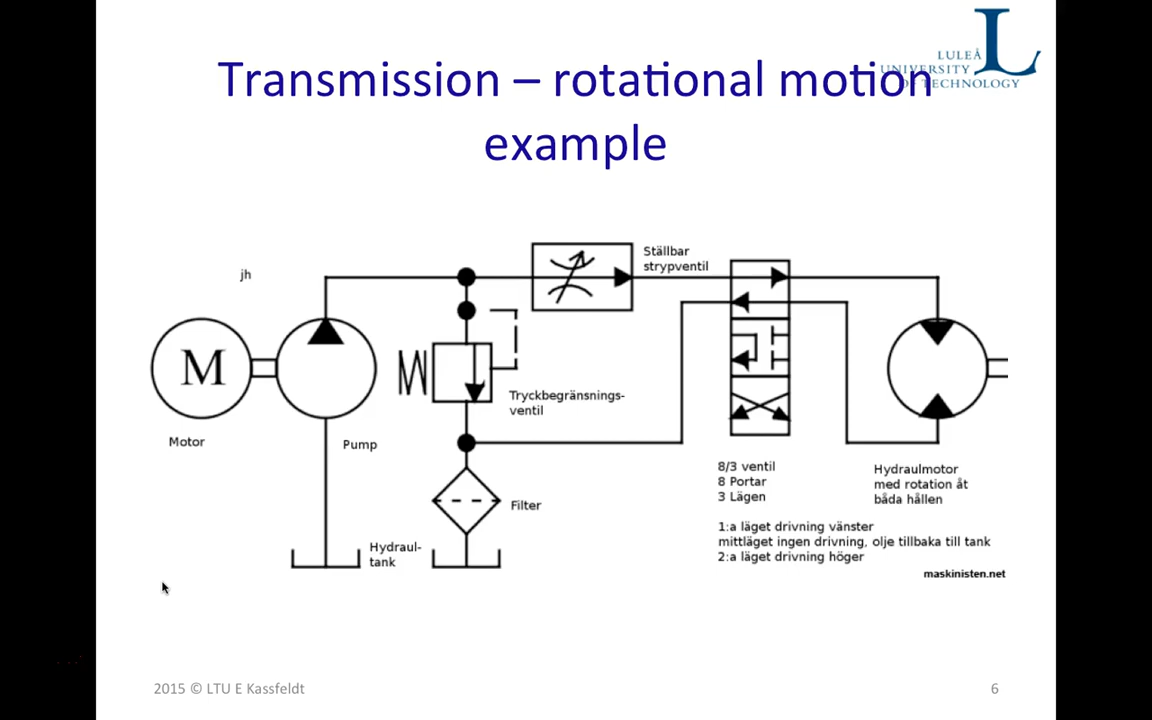 LULEÅ
UNIVERSITY
OF TECHNOLOGY
Transmission – rotational motion
example
jh
Ställbar
strypventil
M
Tryckbegränsnings-
ventil
Motor
Pump
8/3 ventil
8 Portar
3 Lägen
Hydraulmotor
med rotation åt
båda hållen
Filter
1:a läget drivning vänster
mittläget ingen drivning, olje tillbaka till tank
2:a läget drivning höger
Hydraul-
tank
maskinisten.net
2015 © LTU E Kassfeldt
6